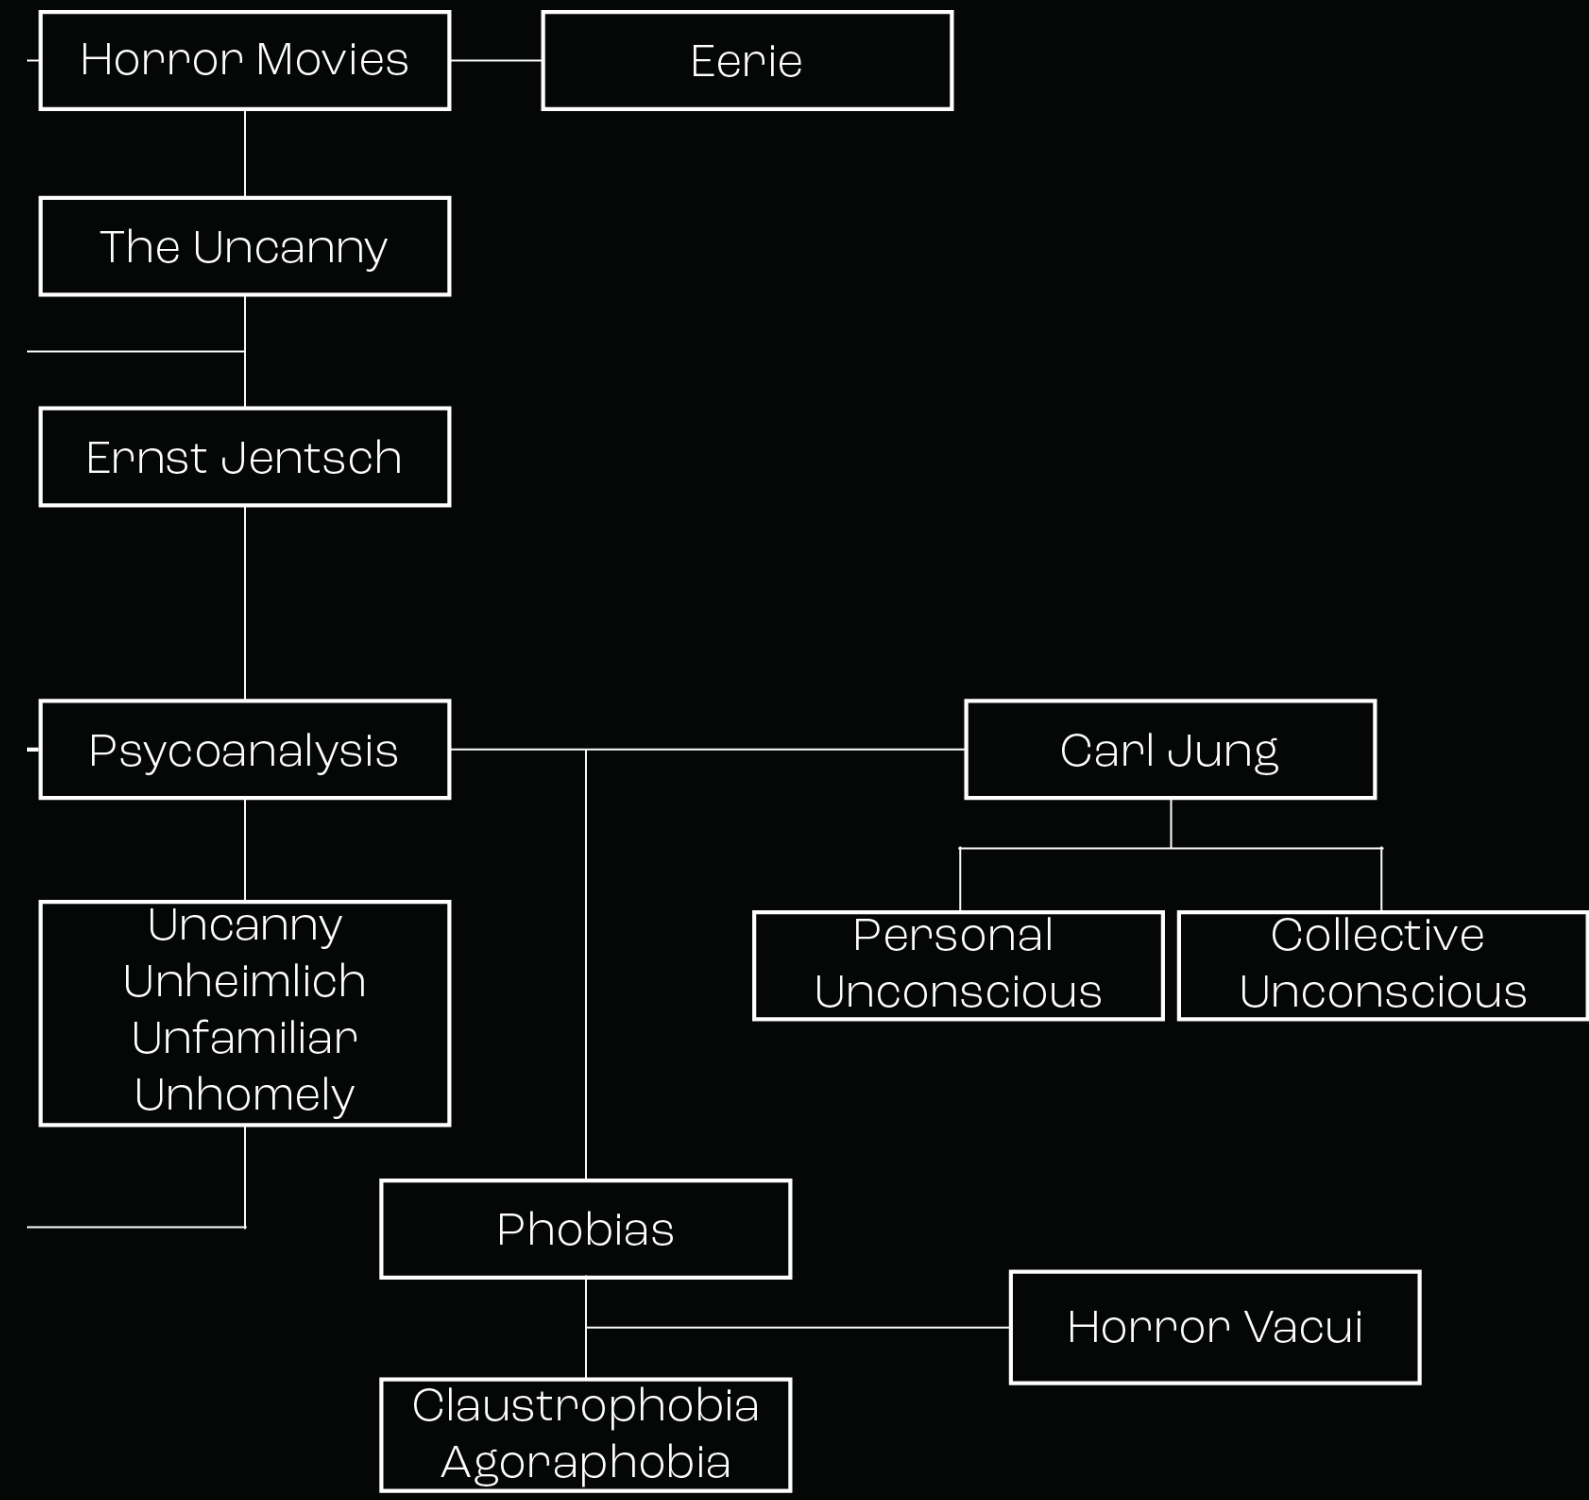 Horror Movies
Eerie
The Uncanny
Ernst Jentsch
Psycoanalysis
Carl Jung
Uncanny
Unheimlich
Unfamiliar
Unhomely
Personal
Unconscious
Collective
Unconscious
Phobias
Horror Vacui
Claustrophobia
Agoraphobia